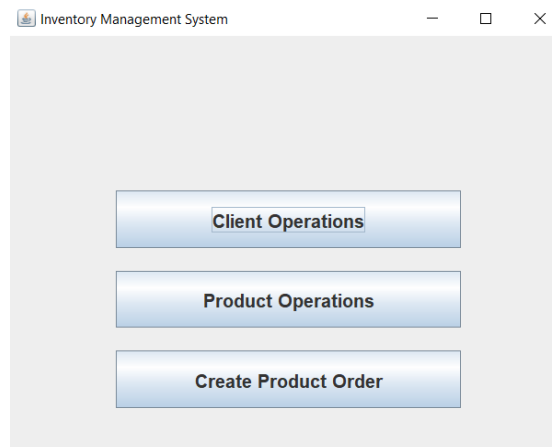 Inventory Management System
Client Operations
Product Operations
Create Product Order